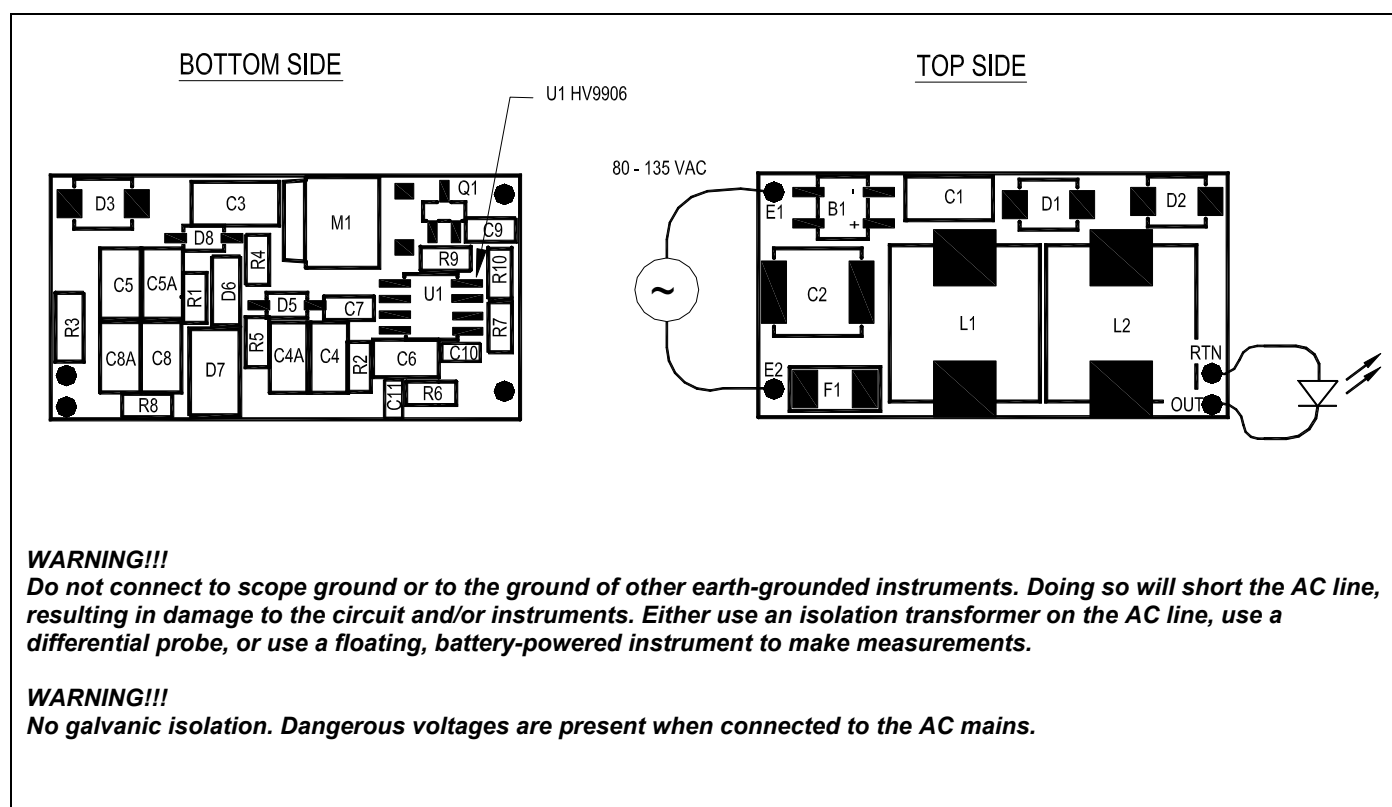 BOTTOM SIDE
TOP SIDE
U1 HV9906
D3
C3
M1
Q1
C9
D8
R4
R9
R10
C5
C5A
R1
D6
D5
C7
U1
R7
R3
C8A
C8
D7
R5
C4A
C4
R2
C6
C10
R8
C11
R6
80 - 135 VAC
E1
B1
-
+
C1
D1
D2
~
C2
L1
L2
E2
F1
RTN
OUT
WARNING!!!
Do not connect to scope ground or to the ground of other earth-grounded instruments. Doing so will short the AC line,
resulting in damage to the circuit and/or instruments. Either use an isolation transformer on the AC line, use a
differential probe, or use a floating, battery-powered instrument to make measurements.
WARNING!!!
No galvanic isolation. Dangerous voltages are present when connected to the AC mains.